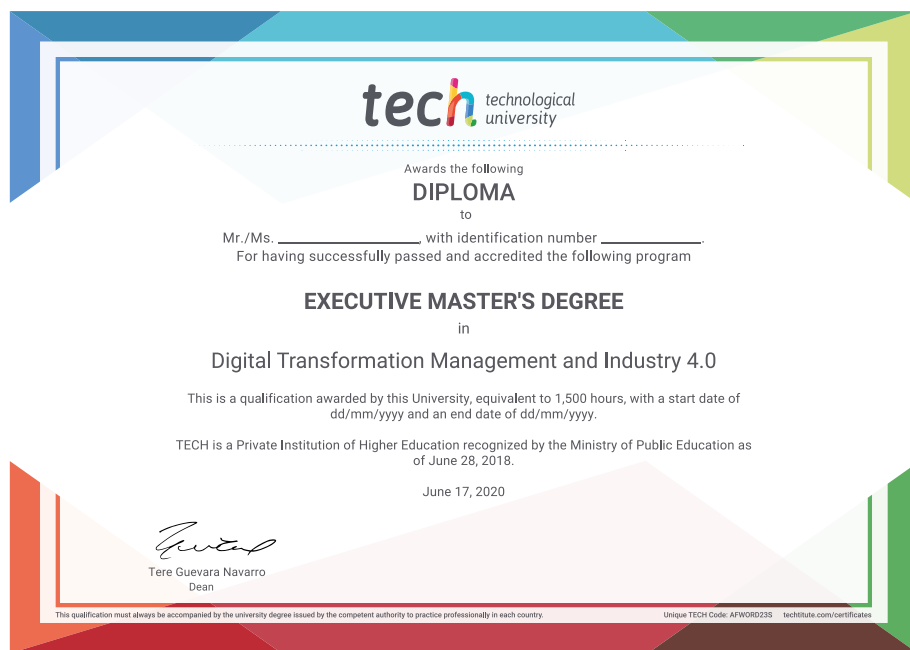 tech technological
university
Awards the following
DIPLOMA
to
Mr./Ms. ____________________, with identification number ______________.
For having successfully passed and accredited the following program
EXECUTIVE MASTER'S DEGREE
in
Digital Transformation Management and Industry 4.0
This is a qualification awarded by this University, equivalent to 1,500 hours, with a start date of
dd/mm/yyyy and an end date of dd/mm/yyyy.
TECH is a Private Institution of Higher Education recognized by the Ministry of Public Education as
of June 28, 2018.
June 17, 2020
Tere Guevara Navarro
Dean
This qualification must always be accompanied by the university degree issued by the competent authority to practice professionally in each country. Unique TECH Code: AFWORD23S techtitute.com/certificates